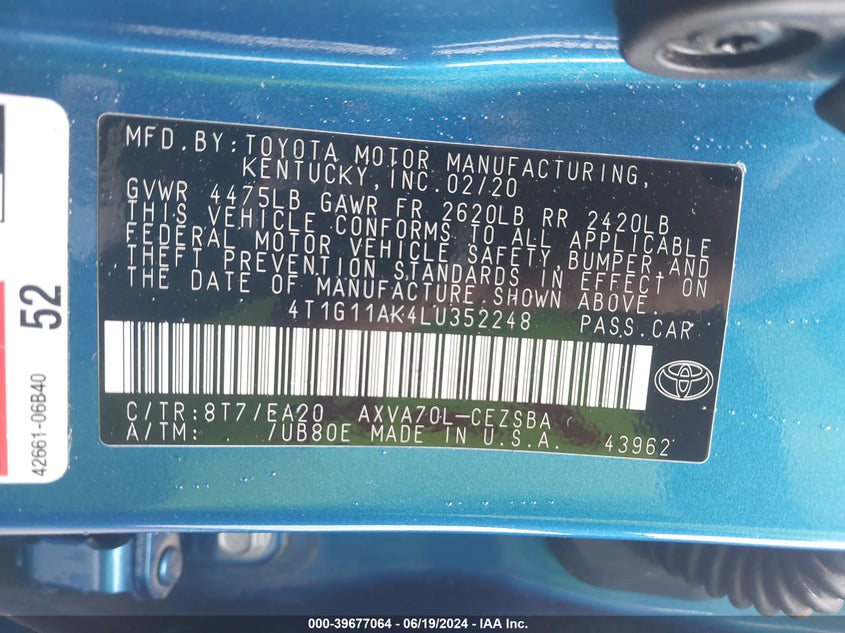 MFD.BY:TOYOTA MOTOR MANUFACTURING,
KENTUCKY,INC.02/20
GVWR 4475LB GAWR FR 2620LB RR 2420LB
THIS VEHICLE CONFORMS TO ALL APPLICABLE
FEDERAL MOTOR VEHICLE SAFETY,BUMPER,AND
THEFT PREVENTION STANDARDS IN EFFECT ON
THE DATE OF MANUFACTURE SHOWN ABOVE.
4T1G11AK4LU352248 PASS.CAR
C/TR:8T7/EA20 AXVA70L-CEZSBA
A/TM: /UB80E MADE IN U.S.A. 43962
52
42661-06B40
000-39677064 - 06/19/2024 - IAA Inc.